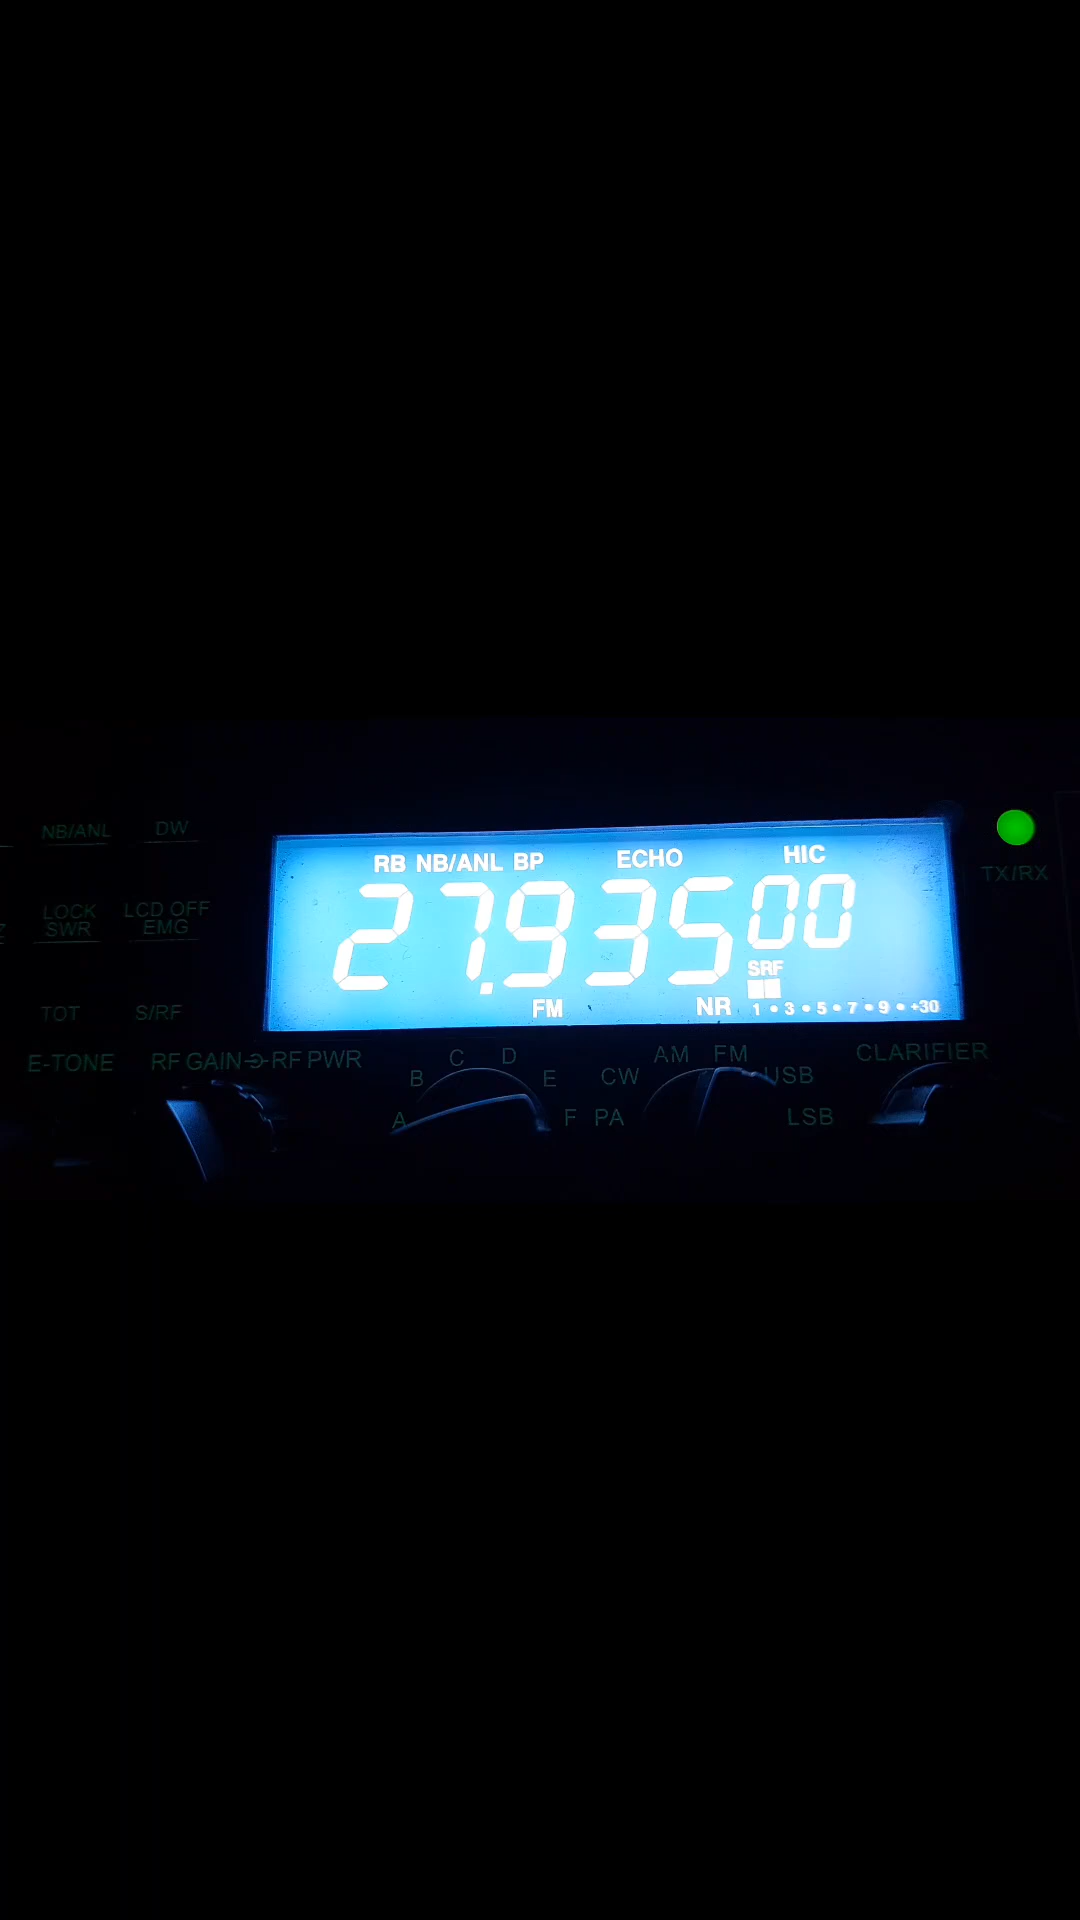 NB/ANL DW
RB NB/ANL BP ECHO HIC
TX/RX
27.93500
LOCK LCD OFF
SWR EMG
SRF
FM NR 1 • 3 • 5 • 7 • 9 • +30
TOT S/RF
E-TONE RF GAIN RF PWR
A B C D E F
PA CW AM FM USB LSB
CLARIFIER